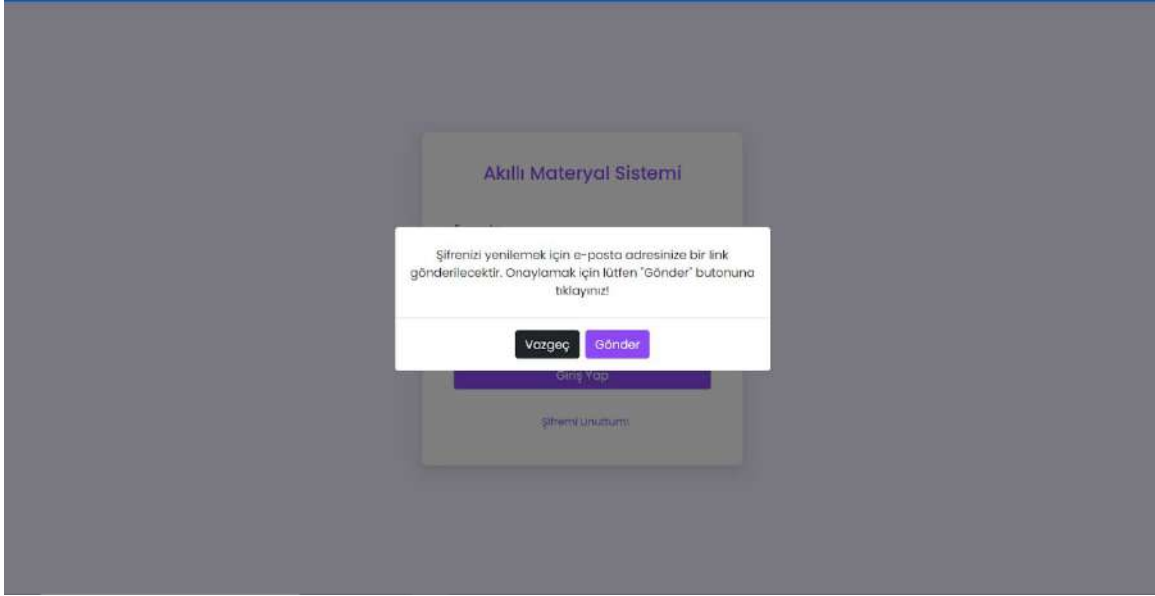 Akıllı Materyal Sistemi
Şifrenizi yenilemek için e-posta adresinize bir link
gönderilecektir. Onaylamak için lütfen "Gönder" butonuna
tıklayınız!
Vazgeç Gönder
Giriş Yap
Şifremi Unuttum!